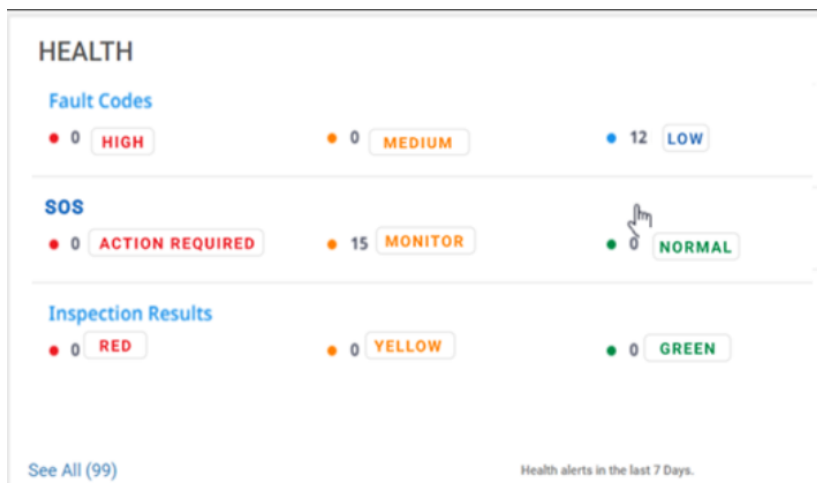 HEALTH
Fault Codes
0 HIGH 0 MEDIUM 12 LOW
SOS
0 ACTION REQUIRED 15 MONITOR 0 NORMAL
Inspection Results
0 RED 0 YELLOW 0 GREEN
See All (99) Health alerts in the last 7 Days.